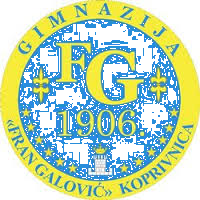 GIMNAZIJA
FG
1906.
«FRAN GALOVIĆ» KOPRIVNICA